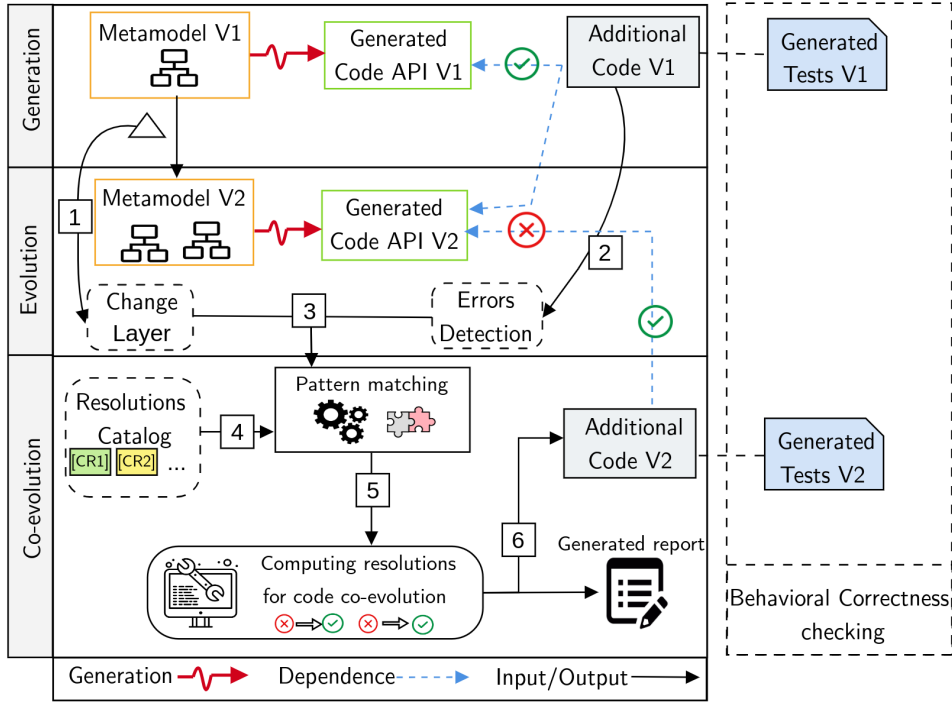 Generation
Metamodel V1
Generated
Code API V1
Additional
Code V1
Generated
Tests V1
Evolution
1
Metamodel V2
Generated
Code API V2
2
Change
Layer
3
Errors
Detection
Co-evolution
Resolutions
Catalog
[CR1] [CR2] ...
4
Pattern matching
5
Additional
Code V2
Generated
Tests V2
6
Computing resolutions
for code co-evolution
Generated report
Behavioral Correctness
checking
Generation
Dependence
Input/Output